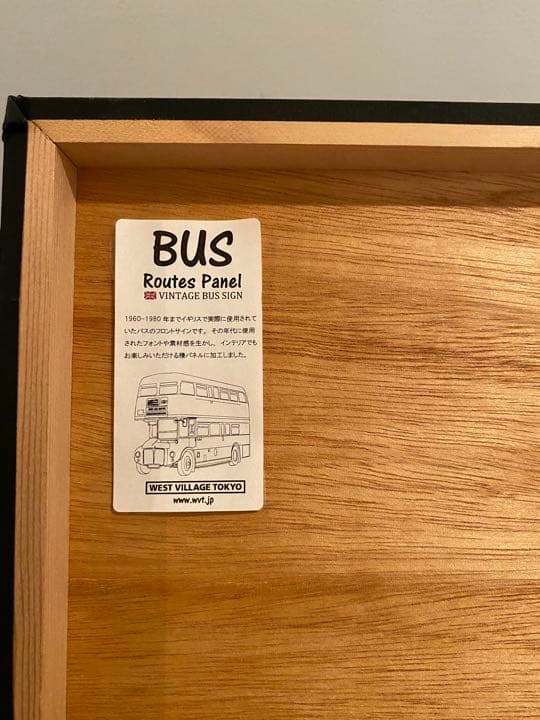 BUS
Routes Panel
VINTAGE BUS SIGN
1960-1980 年までイギリスで実際に使用されて
いたバスのフロントサインです。その年代に使用
されたフォントや素材感を生かし、インテリアでも
お楽しみいただける様パネルに加工しました。
WEST VILLAGE TOKYO
www.wvt.jp